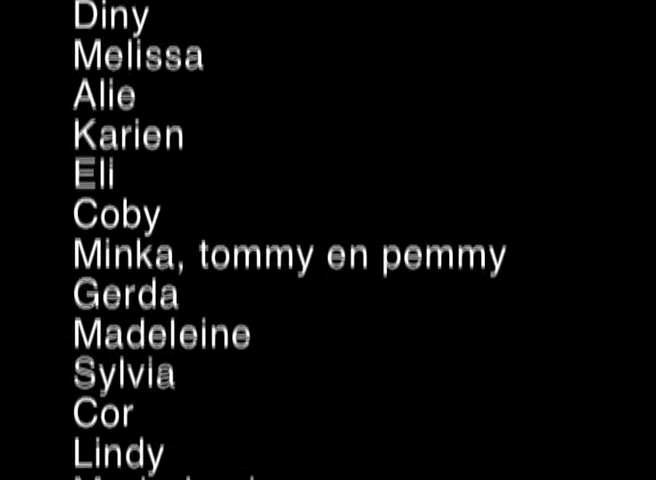 Diny
Melissa
Alie
Karien
Eli
Coby
Minka, tommy en pemmy
Gerda
Madeleine
Sylvia
Cor
Lindy